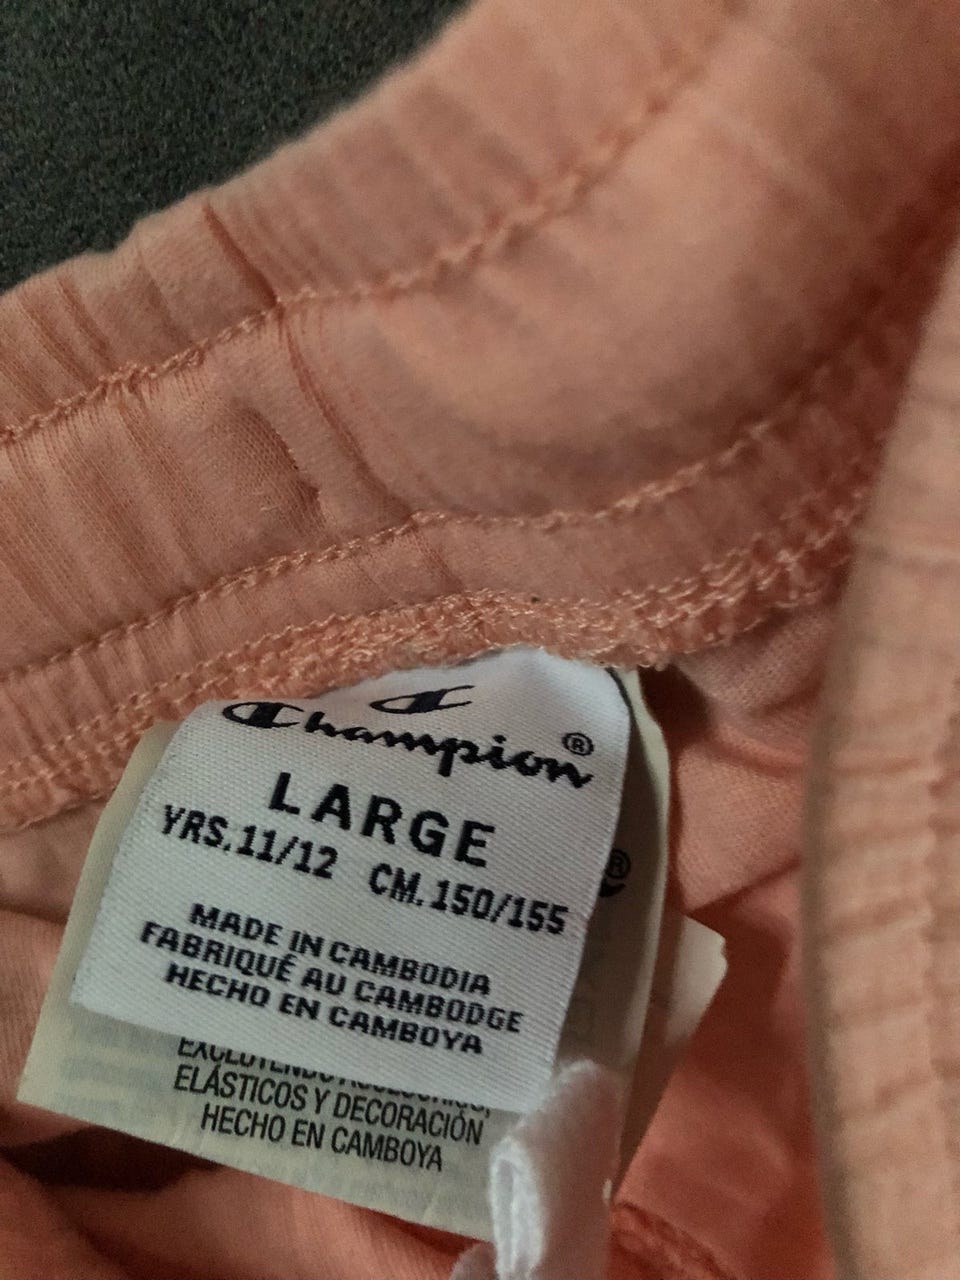 Champion®
LARGE
YRS.11/12 CM.150/155
MADE IN CAMBODIA
FABRIQUÉ AU CAMBODGE
HECHO EN CAMBOYA
ELÁSTICOS Y DECORACIÓN
HECHO EN CAMBOYA
®